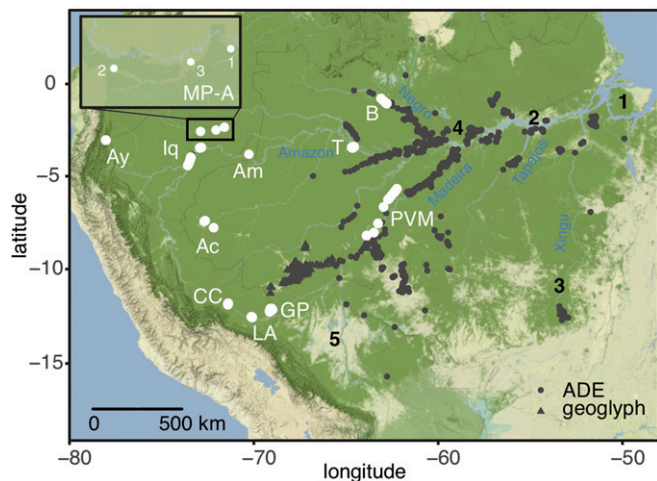 2
3
1
MP-A
0
−5
−10
−15
latitude
B
Negro
4
2
1
Ay
Iq
Am
Amazon
T
Madeira
Tapajos
Xingu
PVM
Ac
CC
LA
GP
3
5
ADE
geoglyph
0 500 km
−80 −70 −60 −50
longitude